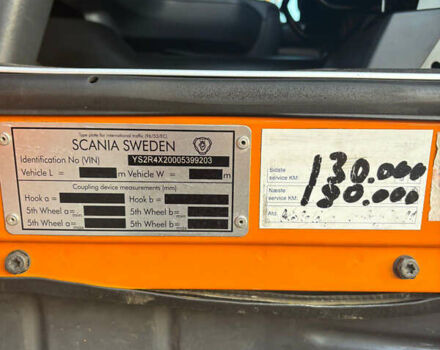 Type plate for international traffic (96/53/EC)
SCANIA SWEDEN
Identification No (VIN) YS2R4X20005399203
Vehicle L = m Vehicle W = m
Coupling device measurements (mm)
Hook a = Hook b =
5th Wheel a= 5th Wheel b=
5th Wheel a= 5th Wheel b=
Sidste
service KM: 130.000
Næste
service KM: 180.000